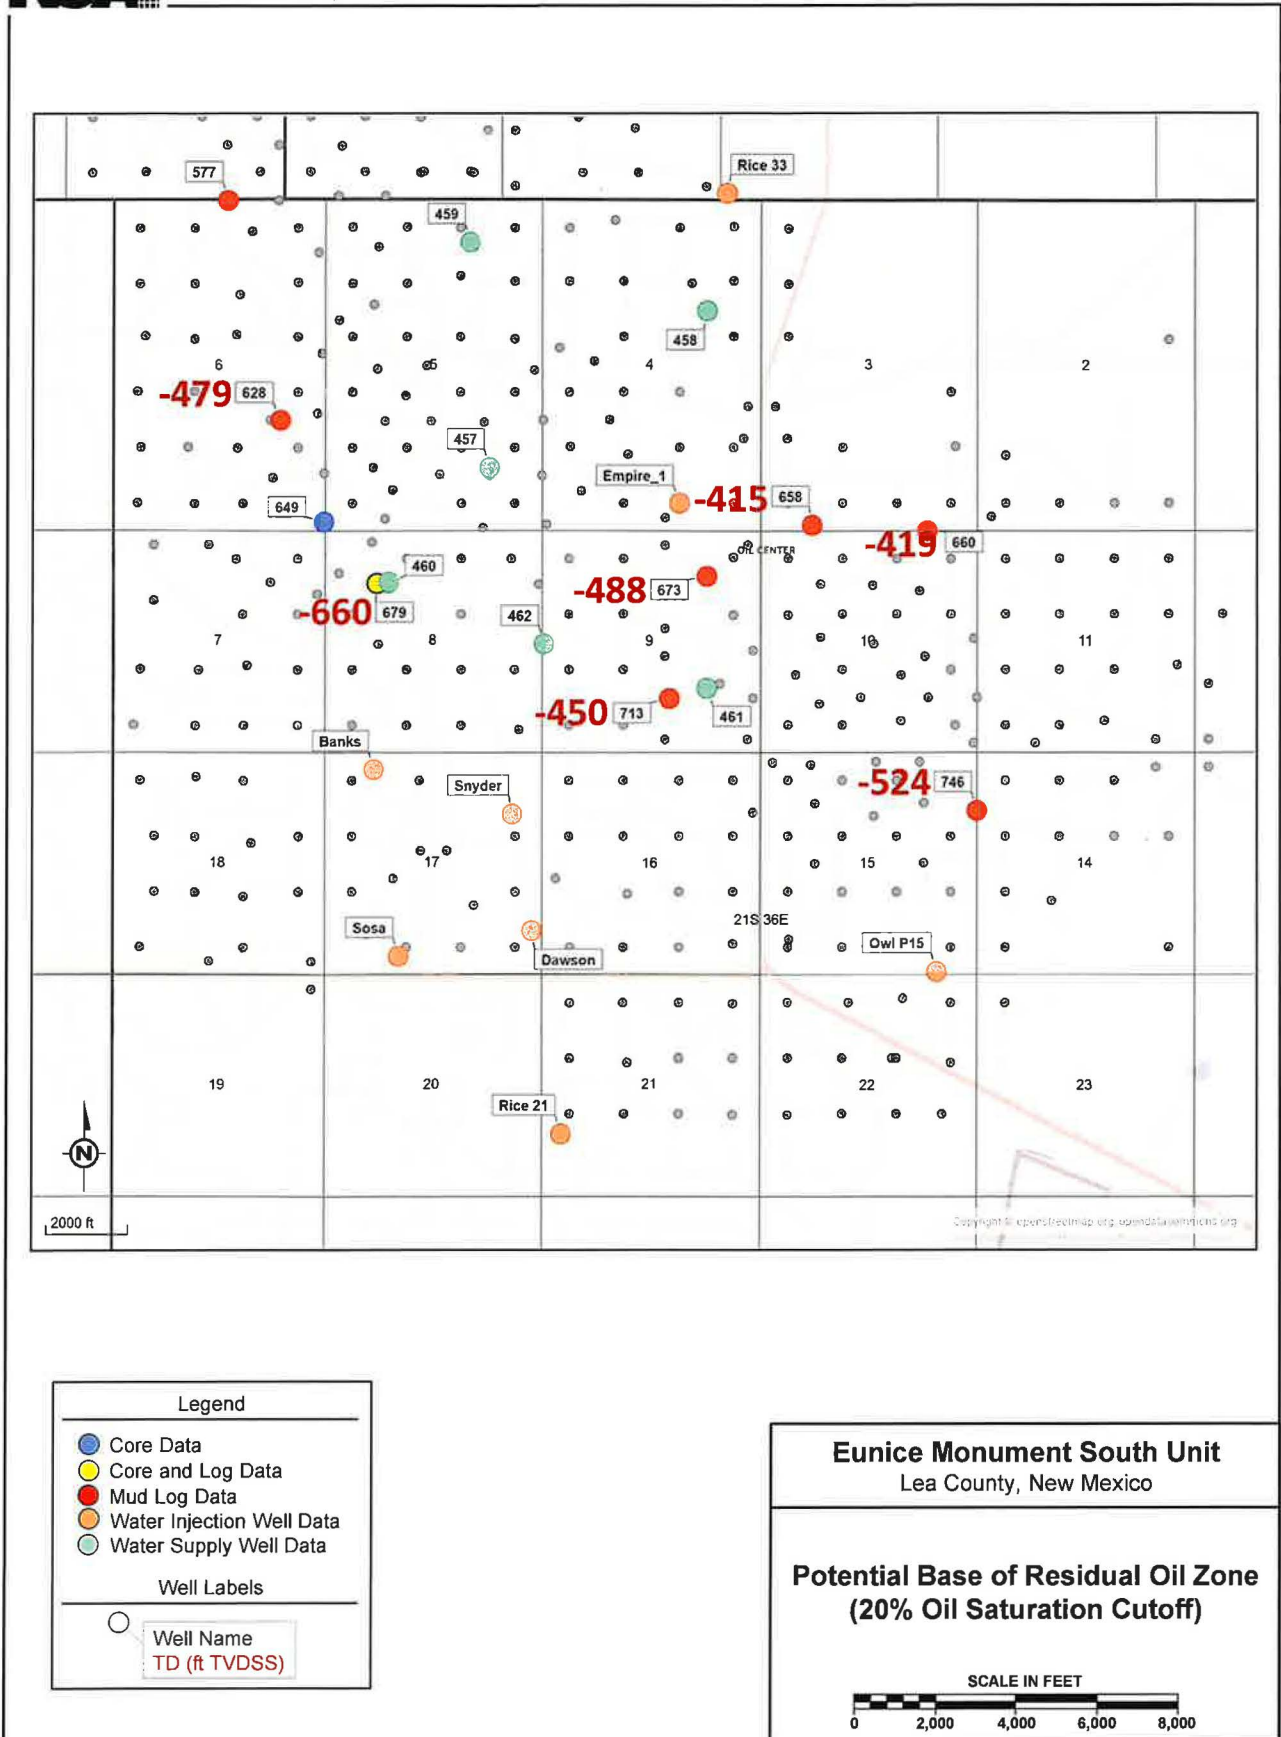 NSA
577
Rice 33
459
458
6
5
4
3
2
-479 628
457
Empire_1
-415 658
649
-419 660
OIL CENTER
460
-488 673
-660 679
462
7
8
9
10
11
-450 713
461
Banks
Snyder
-524 746
18
17
16
15
14
21S 36E
Sosa
Dawson
Owl P15
19
20
21
22
23
Rice 21
N
2000 ft
Copyright © openstreetmap.org, opendatacommons.org
Legend
Core Data
Core and Log Data
Mud Log Data
Water Injection Well Data
Water Supply Well Data
Well Labels
Well Name
TD (ft TVDSS)
Eunice Monument South Unit
Lea County, New Mexico
Potential Base of Residual Oil Zone
(20% Oil Saturation Cutoff)
SCALE IN FEET
0 2,000 4,000 6,000 8,000